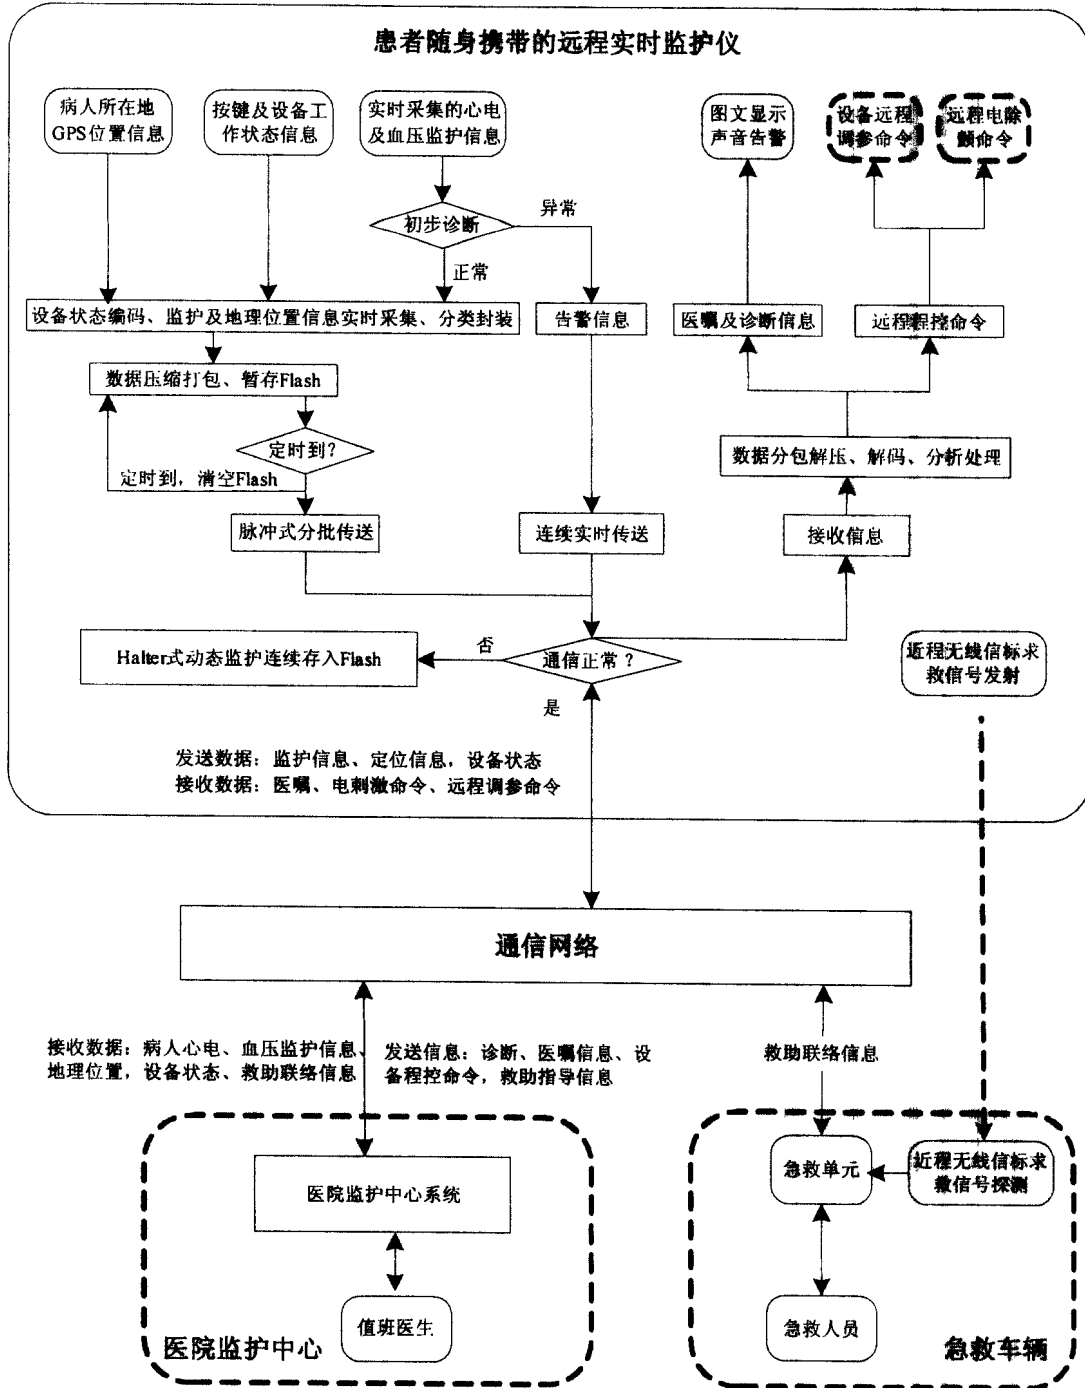 患者随身携带的远程实时监护仪
病人所在地
GPS位置信息
按键及设备工
作状态信息
实时采集的心电
及血压监护信息
图文显示
声音告警
设备远程
调参命令
远程电除
颤命令
初步诊断
异常
正常
设备状态编码、监护及地理位置信息实时采集、分类封装
告警信息
医嘱及诊断信息
远程程控命令
数据压缩打包、暂存Flash
定时到?
定时到，清空Flash
数据分包解压、解码、分析处理
脉冲式分批传送
连续实时传送
接收信息
Halter式动态监护连续存入Flash
否
通信正常?
是
近程无线信标求
救信号发射
发送数据：监护信息、定位信息，设备状态
接收数据：医嘱、电刺激命令、远程调参命令
通信网络
接收数据：病人心电、血压监护信息、
地理位置，设备状态、救助联络信息
发送信息：诊断、医嘱信息、设
备程控命令，救助指导信息
救助联络信息
医院监护中心系统
值班医生
医院监护中心
急救单元
近程无线信标求
救信号探测
急救人员
急救车辆